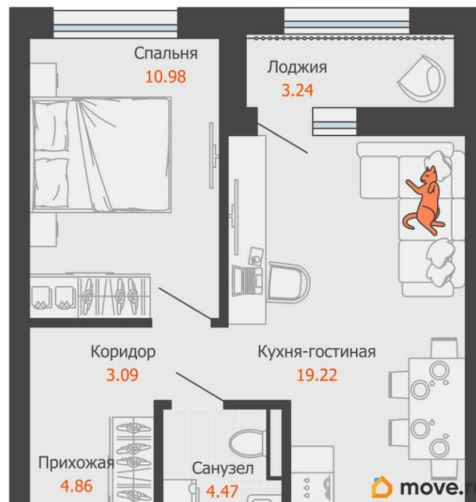 Спальня
10.98
Лоджия
3.24
Коридор
3.09
Кухня-гостиная
19.22
Прихожая
4.86
Санузел
4.47
move.